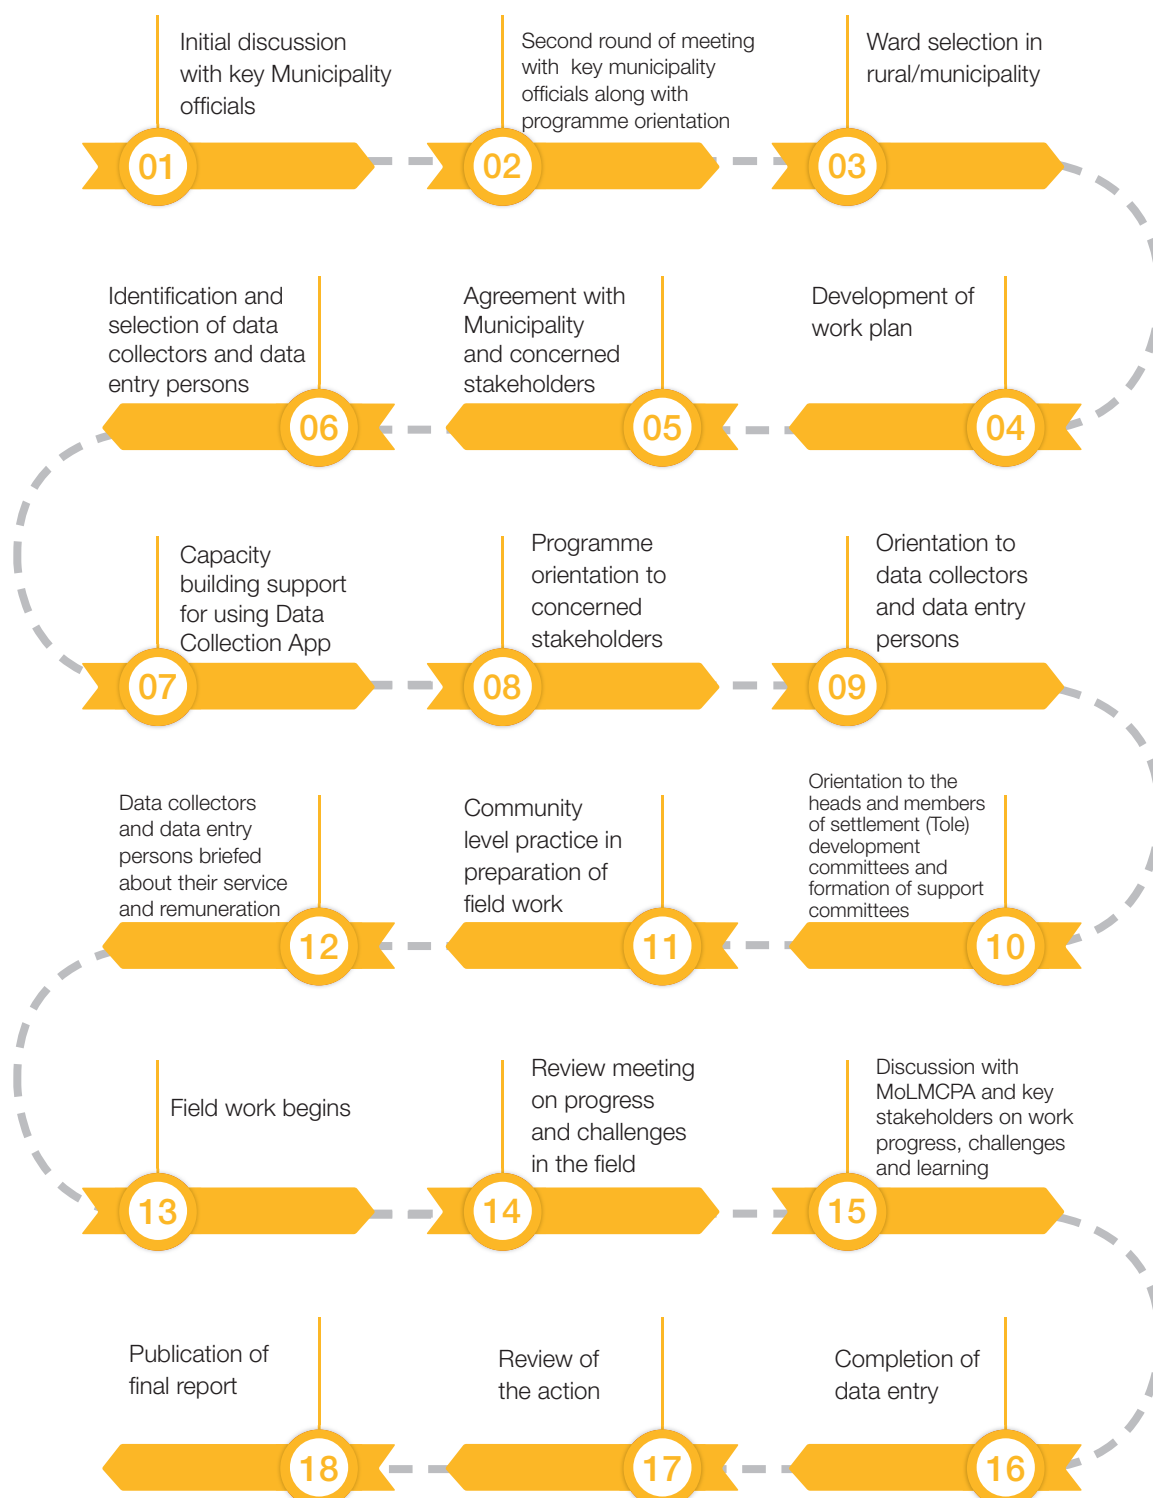 Initial discussion
with key Municipality
officials
01
Second round of meeting
with key municipality
officials along with
programme orientation
02
Ward selection in
rural/municipality
03
Development of
work plan
04
Agreement with
Municipality
and concerned
stakeholders
05
Identification and
selection of data
collectors and data
entry persons
06
Capacity
building support
for using Data
Collection App
07
Programme
orientation to
concerned
stakeholders
08
Orientation to
data collectors
and data entry
persons
09
Orientation to the
heads and members
of settlement (Tole)
development
committees and
formation of support
committees
10
Community
level practice in
preparation of
field work
11
Data collectors
and data entry
persons briefed
about their service
and remuneration
12
Field work begins
13
Review meeting
on progress
and challenges
in the field
14
Discussion with
MoLMCPA and key
stakeholders on work
progress, challenges
and learning
15
Completion of
data entry
16
Review of
the action
17
Publication of
final report
18